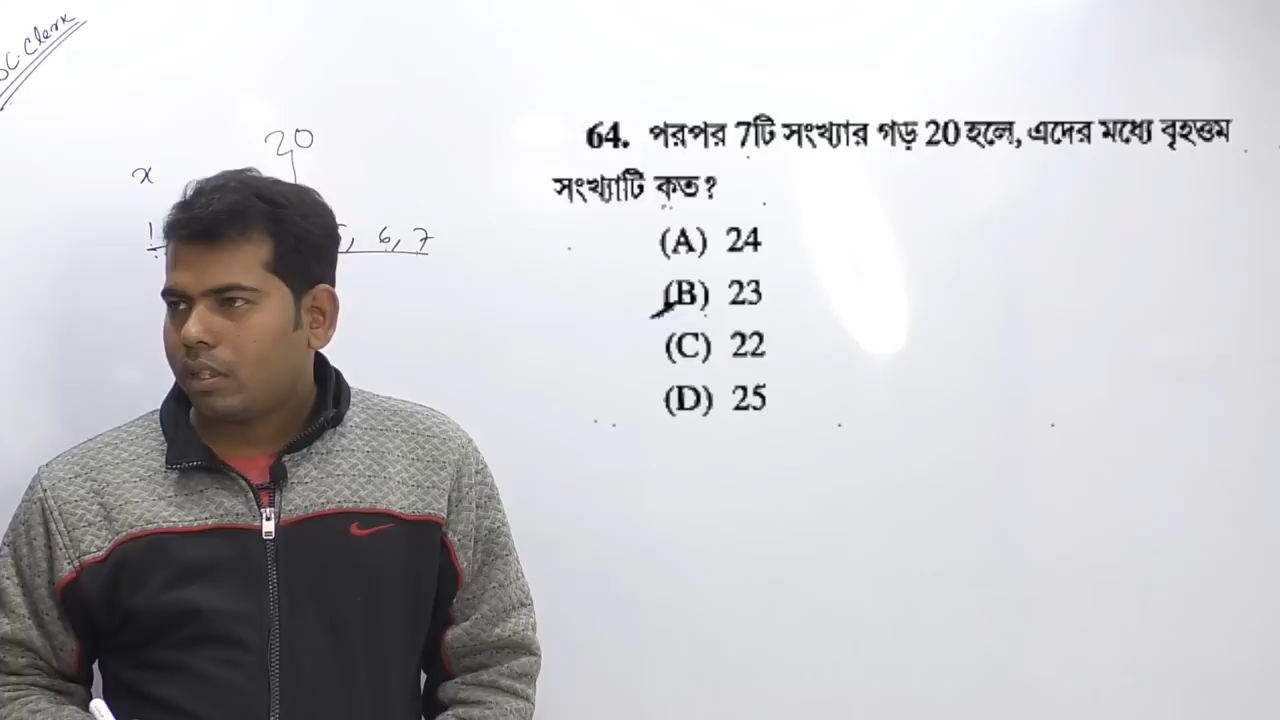 Clerk
20
x
6, 7
64. পরপর 7টি সংখ্যার গড় 20 হলে, এদের মধ্যে বৃহত্তম
সংখ্যাটি কত?
(A) 24
(B) 23
(C) 22
(D) 25